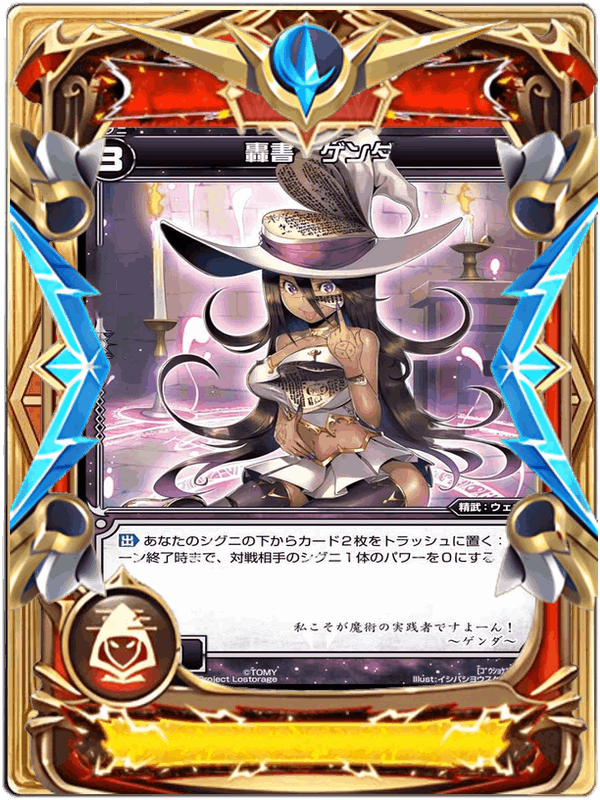 3
轟書 ゲンダ
精武:ウェ
出 あなたのシグニの下からカード2枚をトラッシュに置く:
ーン終了時まで、対戦相手のシグニ1体のパワーを0にする
私こそが魔術の実践者ですよーん!
~ゲンダ~
©TOMY
Project Lostorage
Illust:イシバシヨウスケ